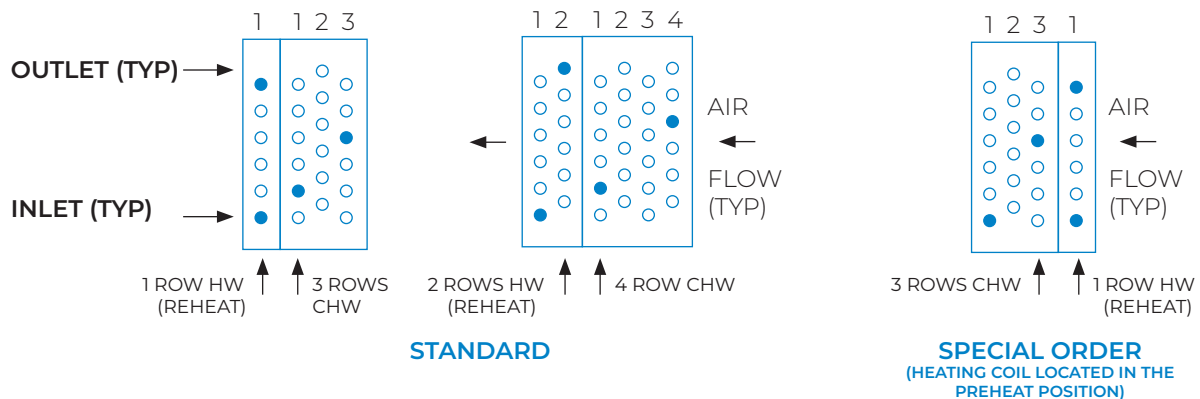 1 1 2 3
1 2 1 2 3 4
1 2 3 1
OUTLET (TYP)
INLET (TYP)
AIR
FLOW
(TYP)
AIR
FLOW
(TYP)
1 ROW HW
(REHEAT)
3 ROWS
CHW
2 ROWS HW
(REHEAT)
4 ROW CHW
3 ROWS CHW
1 ROW HW
(REHEAT)
STANDARD
SPECIAL ORDER
(HEATING COIL LOCATED IN THE
PREHEAT POSITION)